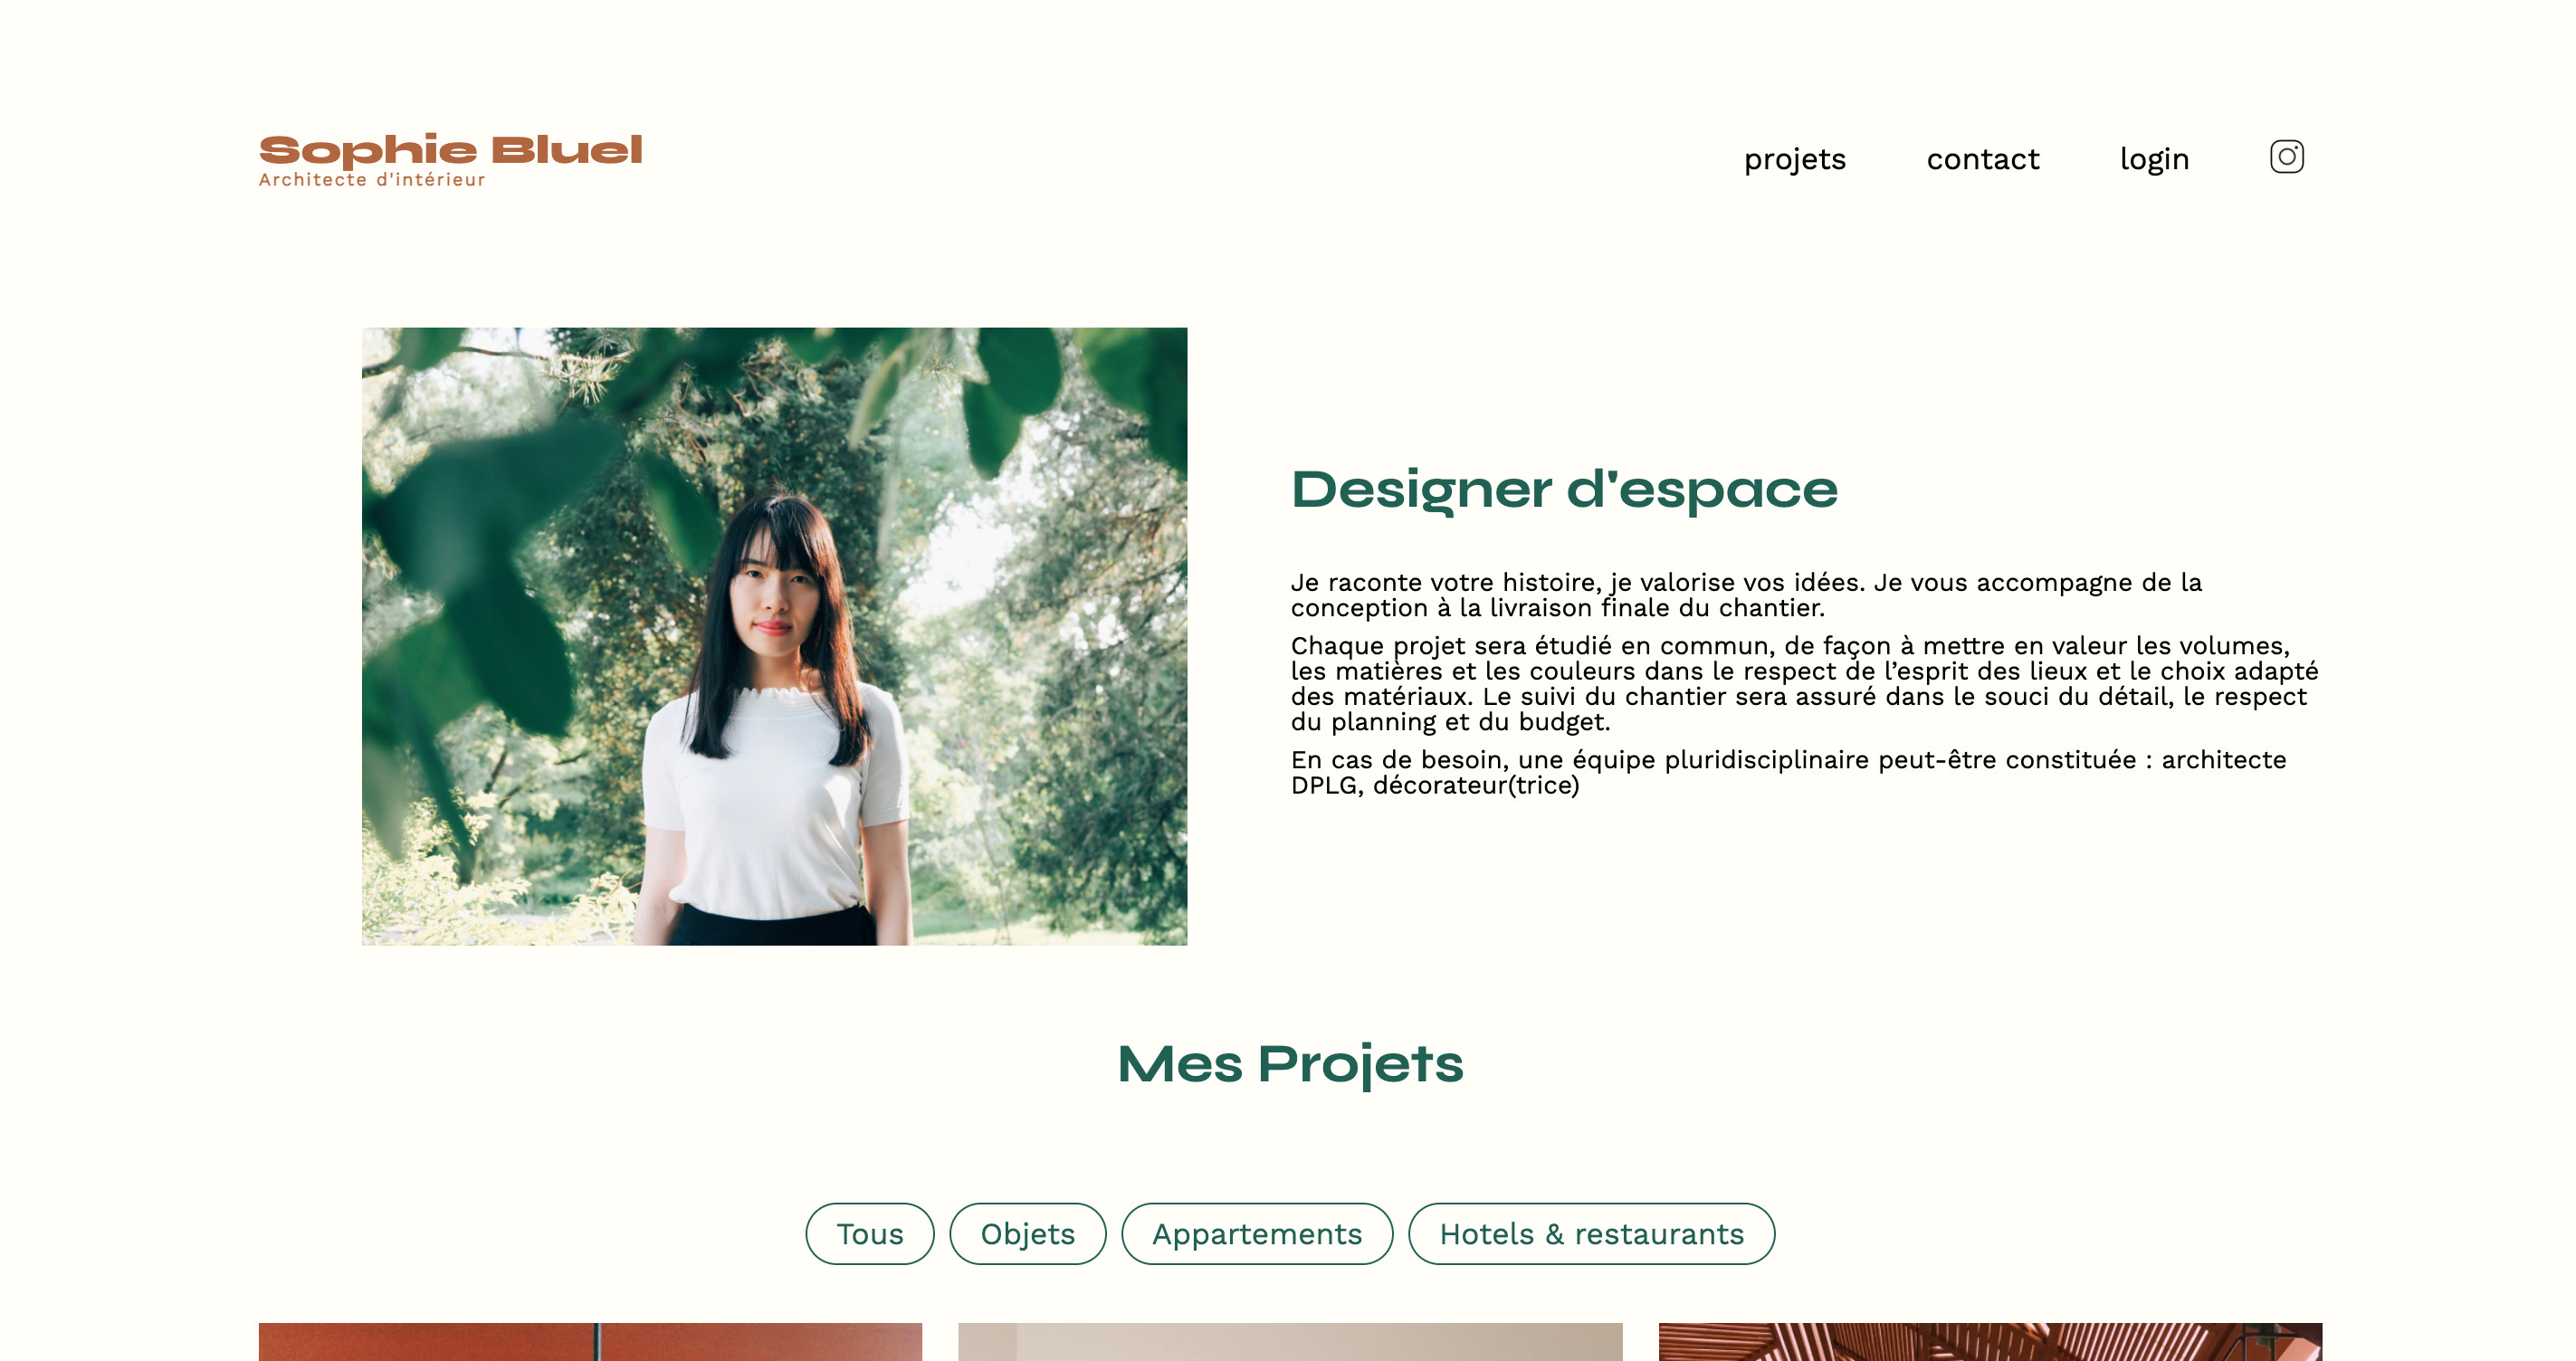 Sophie Bluel
Architecte d'intérieur
projets
contact
login
Designer d'espace
Je raconte votre histoire, je valorise vos idées. Je vous accompagne de la
conception à la livraison finale du chantier.
Chaque projet sera étudié en commun, de façon à mettre en valeur les volumes,
les matières et les couleurs dans le respect de l’esprit des lieux et le choix adapté
des matériaux. Le suivi du chantier sera assuré dans le souci du détail, le respect
du planning et du budget.
En cas de besoin, une équipe pluridisciplinaire peut-être constituée : architecte
DPLG, décorateur(trice)
Mes Projets
Tous
Objets
Appartements
Hotels & restaurants